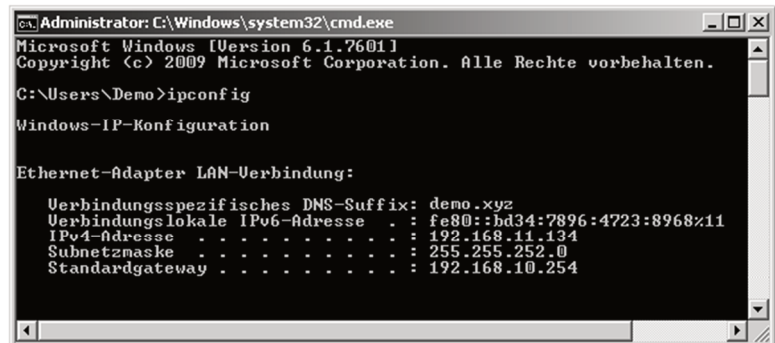 Administrator: C:\Windows\system32\cmd.exe
Microsoft Windows [Version 6.1.7601]
Copyright (c) 2009 Microsoft Corporation. Alle Rechte vorbehalten.
C:\Users\Demo>ipconfig
Windows-IP-Konfiguration
Ethernet-Adapter LAN-Verbindung:
Verbindungsspezifisches DNS-Suffix: demo.xyz
Verbindungslokale IPv6-Adresse  . : fe80::bd34:7896:4723:8968%11
IPv4-Adresse  . . . . . . . . . . : 192.168.11.134
Subnetzmaske  . . . . . . . . . . : 255.255.252.0
Standardgateway . . . . . . . . . : 192.168.10.254